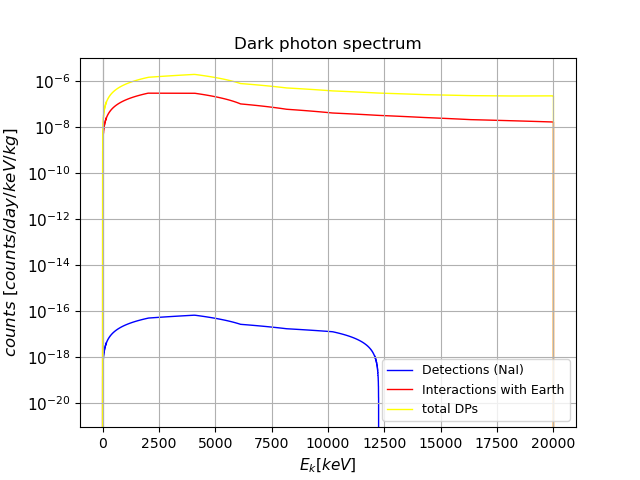 Dark photon spectrum
counts [counts/day/keV/kg]
10⁻⁶
10⁻⁸
10⁻¹⁰
10⁻¹²
10⁻¹⁴
10⁻¹⁶
10⁻¹⁸
10⁻²⁰
Detections (NaI)
Interactions with Earth
total DPs
0 2500 5000 7500 10000 12500 15000 17500 20000
Eₖ[keV]